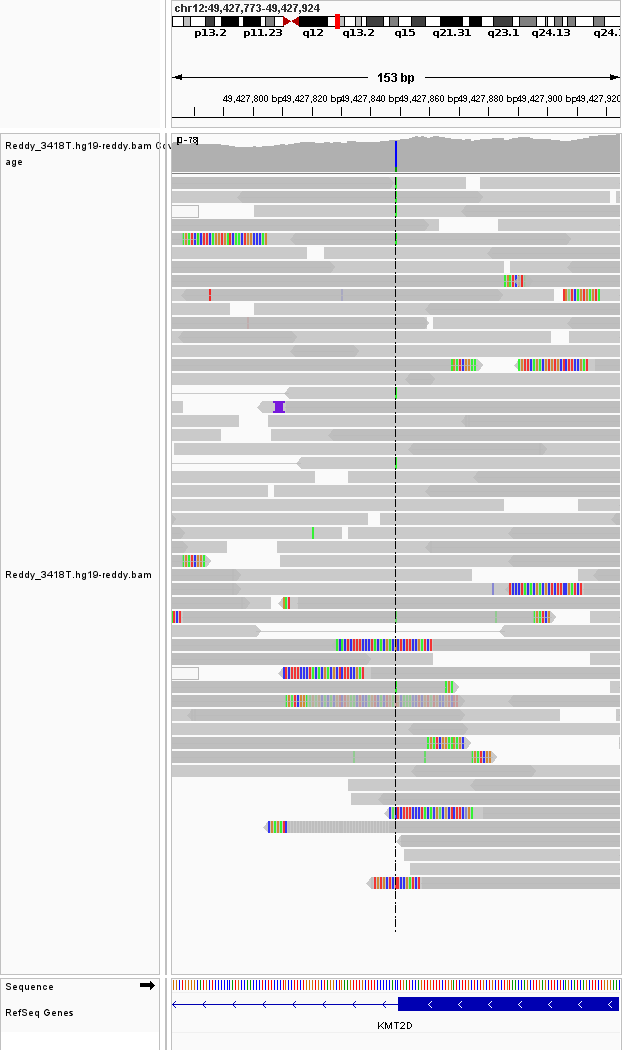 chr12:49,427,773-49,427,924
p13.2 p11.23 q12 q13.2 q15 q21.31 q23.1 q24.13 q24.
153 bp
49,427,800 bp 49,427,820 bp 49,427,840 bp 49,427,860 bp 49,427,880 bp 49,427,900 bp 49,427,920
Reddy_3418T.hg19-reddy.bam Cov
age
Reddy_3418T.hg19-reddy.bam
Sequence
RefSeq Genes
KMT2D